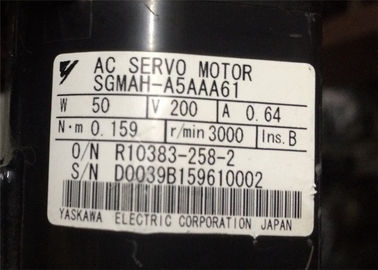 AC SERVO MOTOR
SGMAH-A5AAA61
W 50 V 200 A 0.64
N·m 0.159 r/min 3000 Ins.B
O/N R10383-258-2
S/N D0039B159610002
YASKAWA ELECTRIC CORPORATION JAPAN